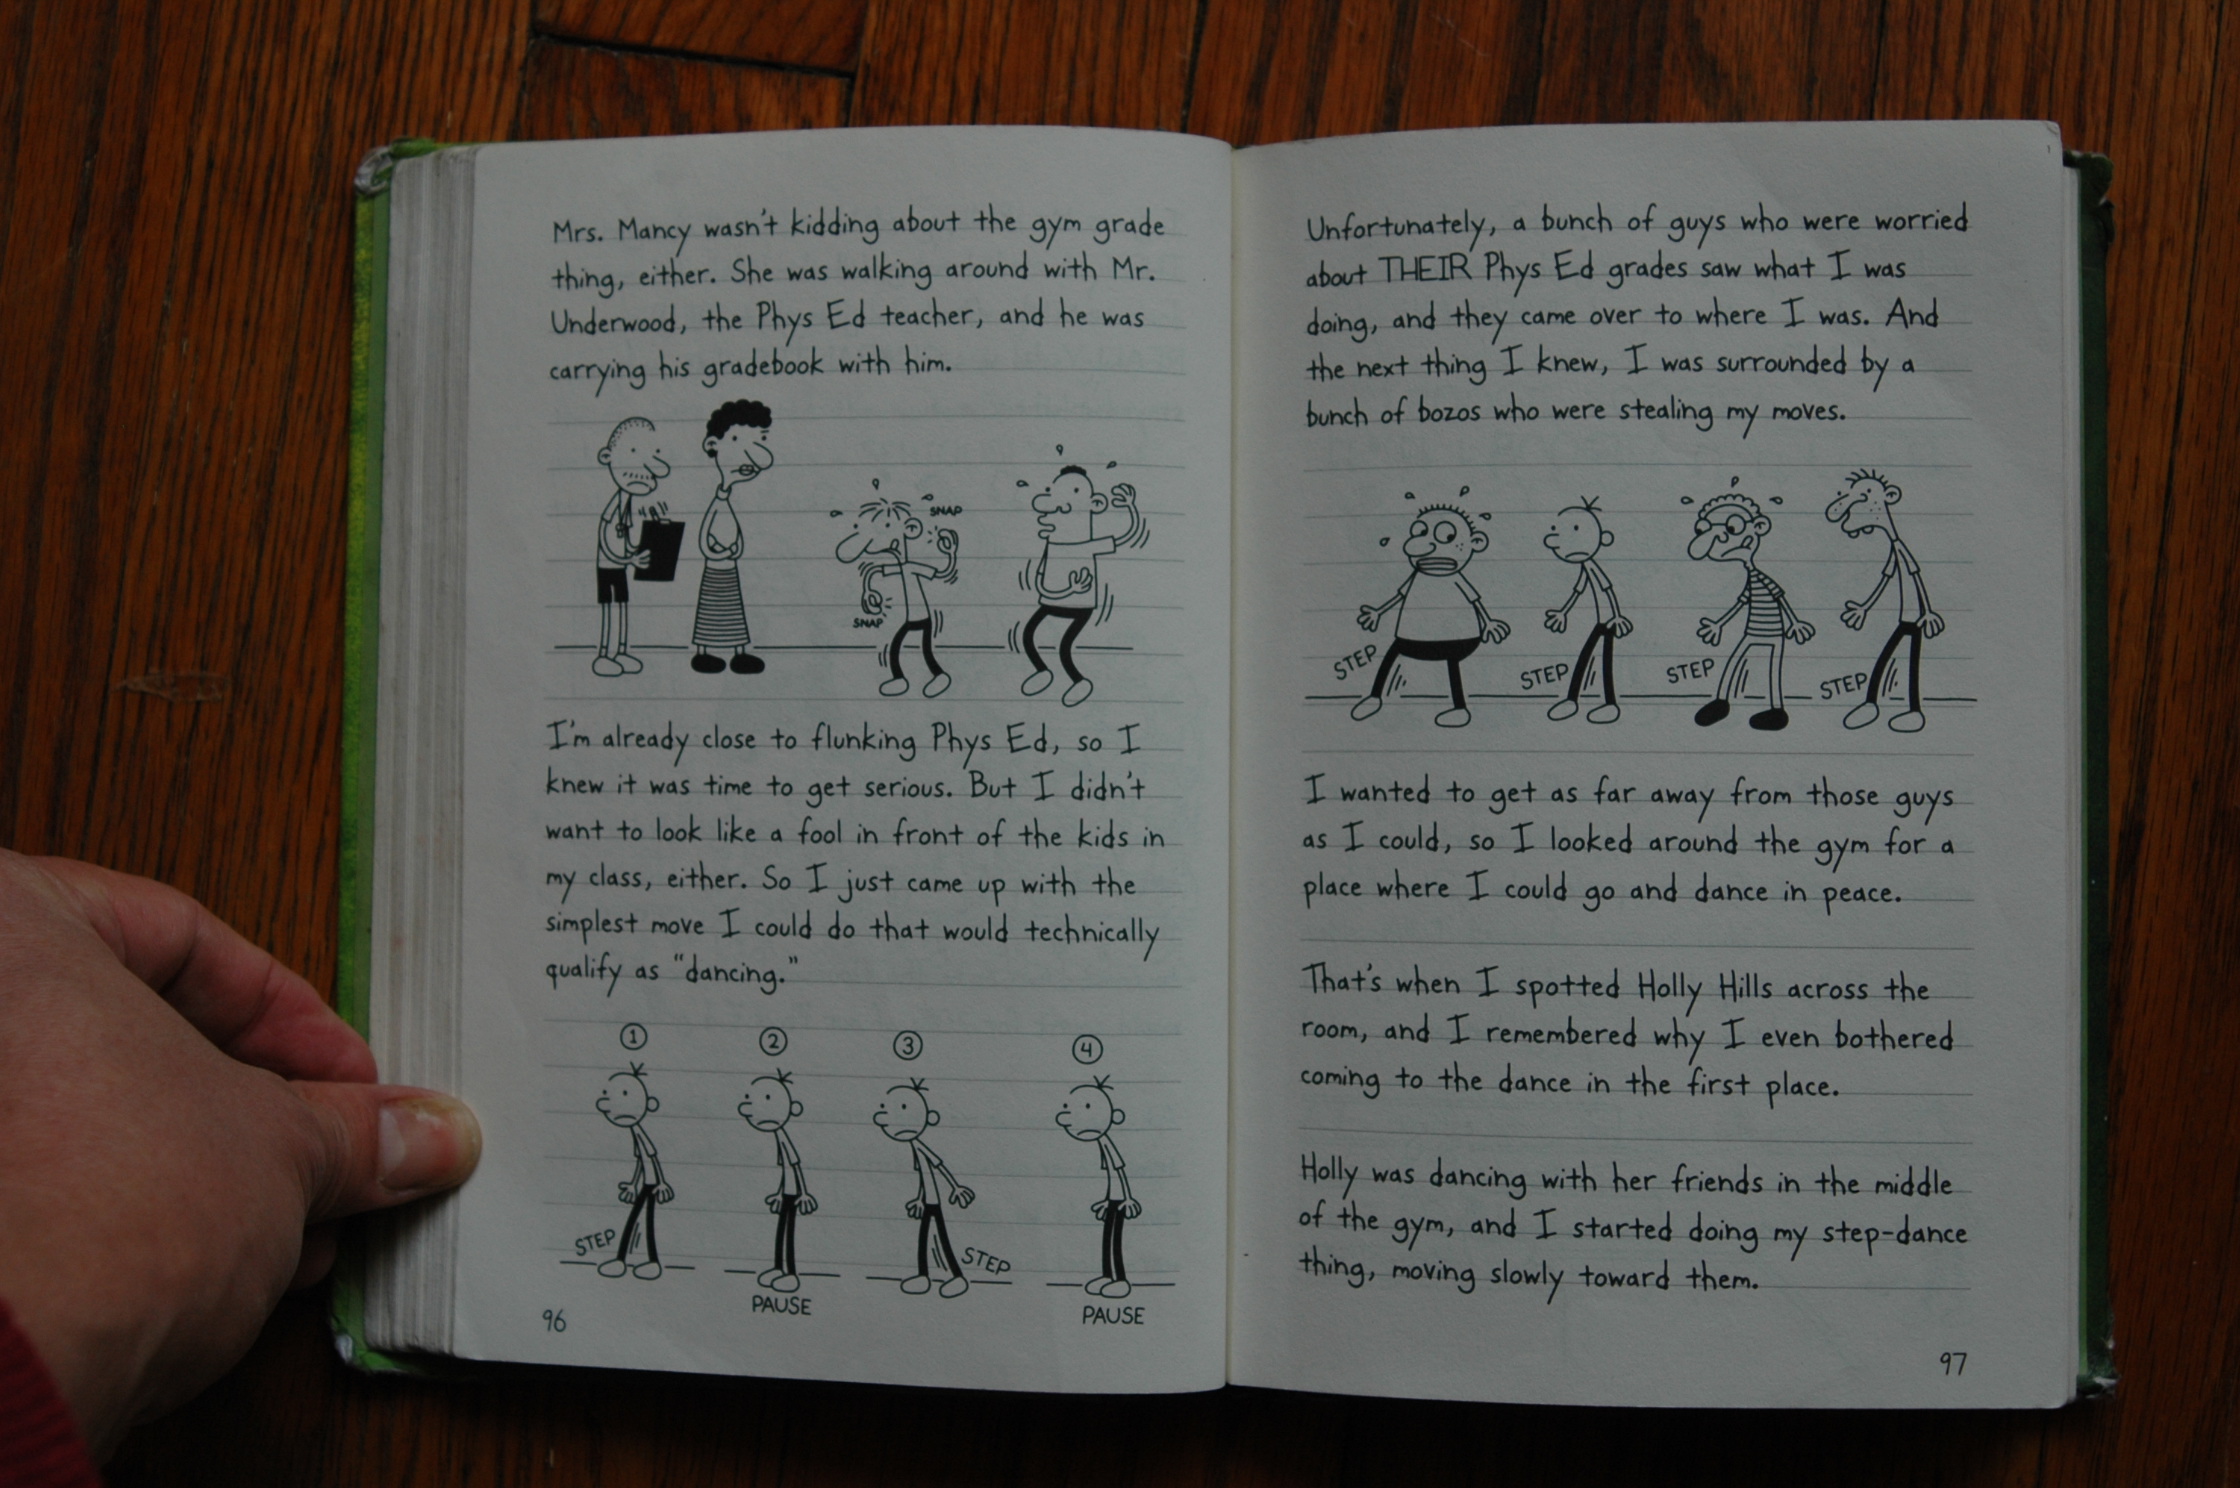 Mrs. Mancy wasn't kidding about the gym grade
thing, either. She was walking around with Mr.
Underwood, the Phys Ed teacher, and he was
carrying his gradebook with him.
SNAP
SNAP
I'm already close to flunking Phys Ed, so I
knew it was time to get serious. But I didn't
want to look like a fool in front of the kids in
my class, either. So I just came up with the
simplest move I could do that would technically
qualify as "dancing."
1 2 3 4
STEP STEP
PAUSE PAUSE
96
Unfortunately, a bunch of guys who were worried
about THEIR Phys Ed grades saw what I was
doing, and they came over to where I was. And
the next thing I knew, I was surrounded by a
bunch of bozos who were stealing my moves.
STEP STEP STEP STEP
I wanted to get as far away from those guys
as I could, so I looked around the gym for a
place where I could go and dance in peace.
That's when I spotted Holly Hills across the
room, and I remembered why I even bothered
coming to the dance in the first place.
Holly was dancing with her friends in the middle
of the gym, and I started doing my step-dance
thing, moving slowly toward them.
97